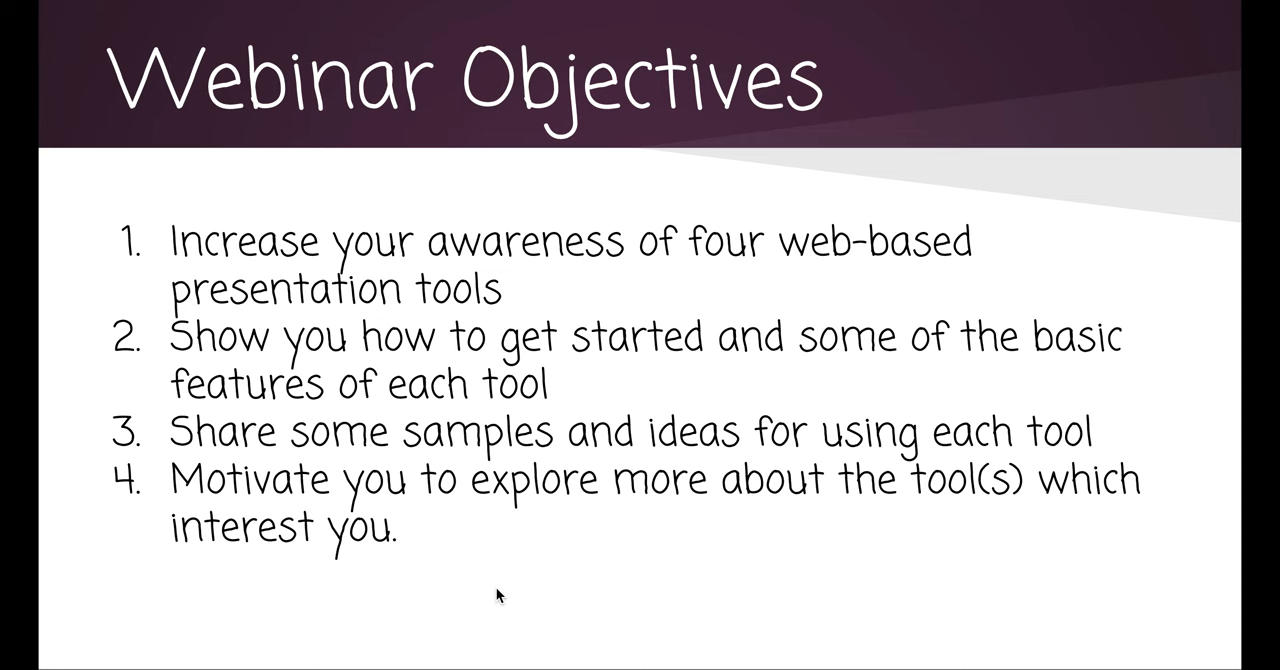 Webinar Objectives
1. Increase your awareness of four web-based
presentation tools
2. Show you how to get started and some of the basic
features of each tool
3. Share some samples and ideas for using each tool
4. Motivate you to explore more about the tool(s) which
interest you.